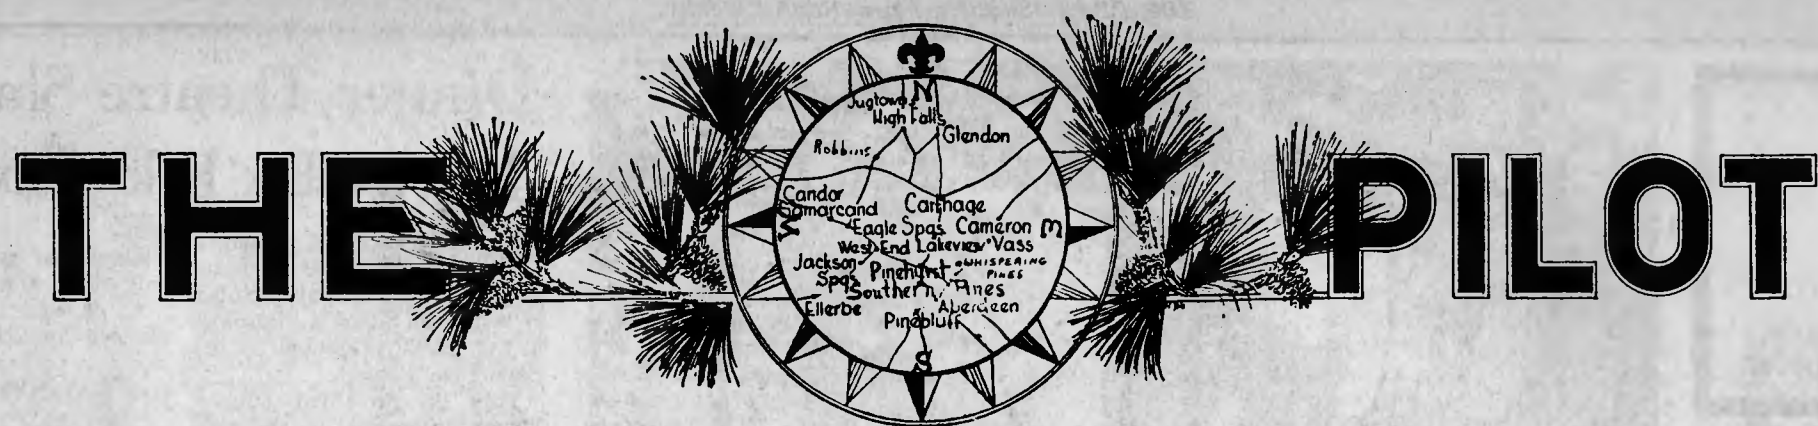 THE PILOT
N
Jugtown
High Falls
Glendon
Robbins
Candor
Samarcand
Carthage
W
Eagle Spgs. Cameron E
West End Lakeview Vass
Jackson Spgs
Pinehurst
WHISPERING PINES
Southern Pines
Ellerbe
Aberdeen
Pinebluff
S